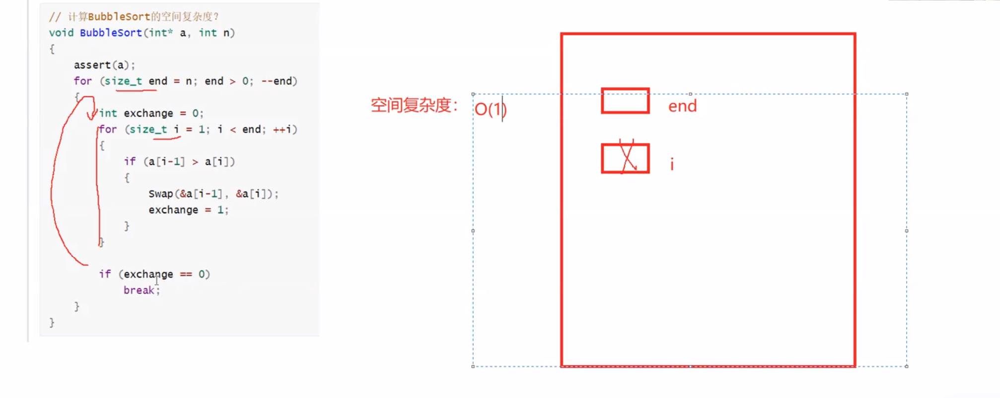 // 计算BubbleSort的空间复杂度？
void BubbleSort(int* a, int n)
{
assert(a);
for (size_t end = n; end > 0; --end)
{
int exchange = 0;
for (size_t i = 1; i < end; ++i)
{
if (a[i-1] > a[i])
{
Swap(&a[i-1], &a[i]);
exchange = 1;
}
}
if (exchange == 0)
break;
}
}
空间复杂度：
O(1)
end
i